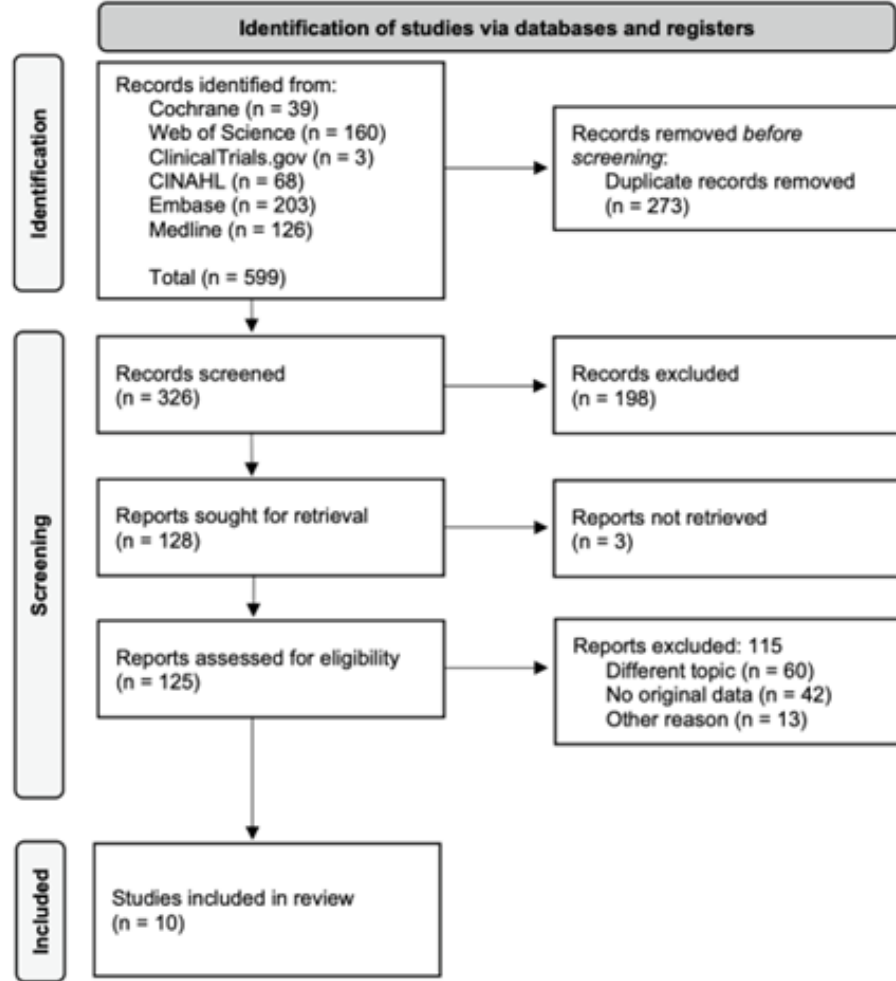 Identification of studies via databases and registers
Identification
Records identified from:
Cochrane (n = 39)
Web of Science (n = 160)
ClinicalTrials.gov (n = 3)
CINAHL (n = 68)
Embase (n = 203)
Medline (n = 126)
Total (n = 599)
Records removed before
screening:
Duplicate records removed
(n = 273)
Screening
Records screened
(n = 326)
Records excluded
(n = 198)
Reports sought for retrieval
(n = 128)
Reports not retrieved
(n = 3)
Reports assessed for eligibility
(n = 125)
Reports excluded: 115
Different topic (n = 60)
No original data (n = 42)
Other reason (n = 13)
Included
Studies included in review
(n = 10)